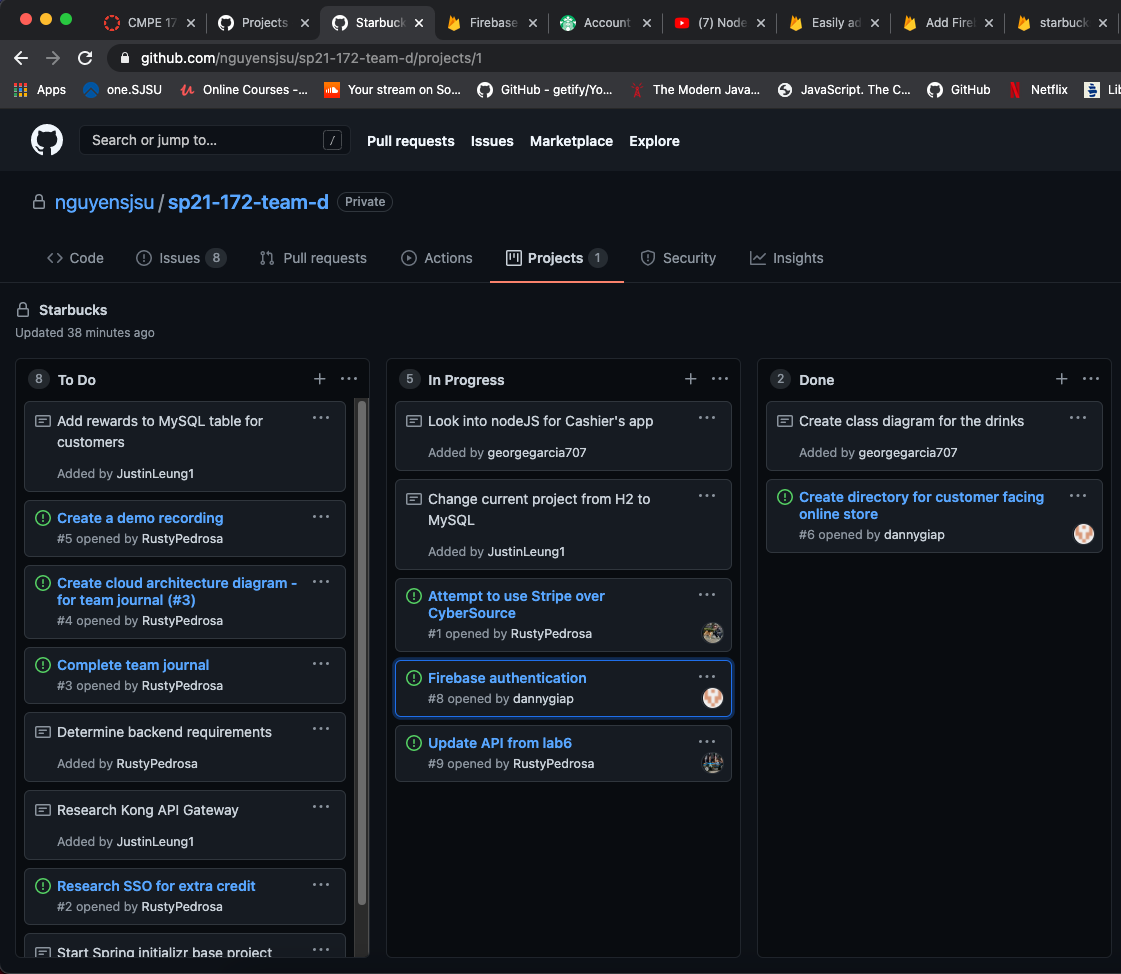 CMPE 17
Projects
Starbuck
Firebase
Account
(7) Node
Easily ad
Add Fire
starbuck
github.com/nguyensjsu/sp21-172-team-d/projects/1
Apps
one.SJSU
Online Courses -...
Your stream on So...
GitHub - getify/Yo...
The Modern Java...
JavaScript. The C...
GitHub
Netflix
Lib
Search or jump to...
/
Pull requests
Issues
Marketplace
Explore
nguyensjsu / sp21-172-team-d
Private
Code
Issues 8
Pull requests
Actions
Projects 1
Security
Insights
Starbucks
Updated 38 minutes ago
8 To Do
Add rewards to MySQL table for
customers
Added by JustinLeung1
Create a demo recording
#5 opened by RustyPedrosa
Create cloud architecture diagram -
for team journal (#3)
#4 opened by RustyPedrosa
Complete team journal
#3 opened by RustyPedrosa
Determine backend requirements
Added by RustyPedrosa
Research Kong API Gateway
Added by JustinLeung1
Research SSO for extra credit
#2 opened by RustyPedrosa
Start Spring initializr base project
5 In Progress
Look into nodeJS for Cashier's app
Added by georgegarcia707
Change current project from H2 to
MySQL
Added by JustinLeung1
Attempt to use Stripe over
CyberSource
#1 opened by RustyPedrosa
Firebase authentication
#8 opened by dannygiap
Update API from lab6
#9 opened by RustyPedrosa
2 Done
Create class diagram for the drinks
Added by georgegarcia707
Create directory for customer facing
online store
#6 opened by dannygiap